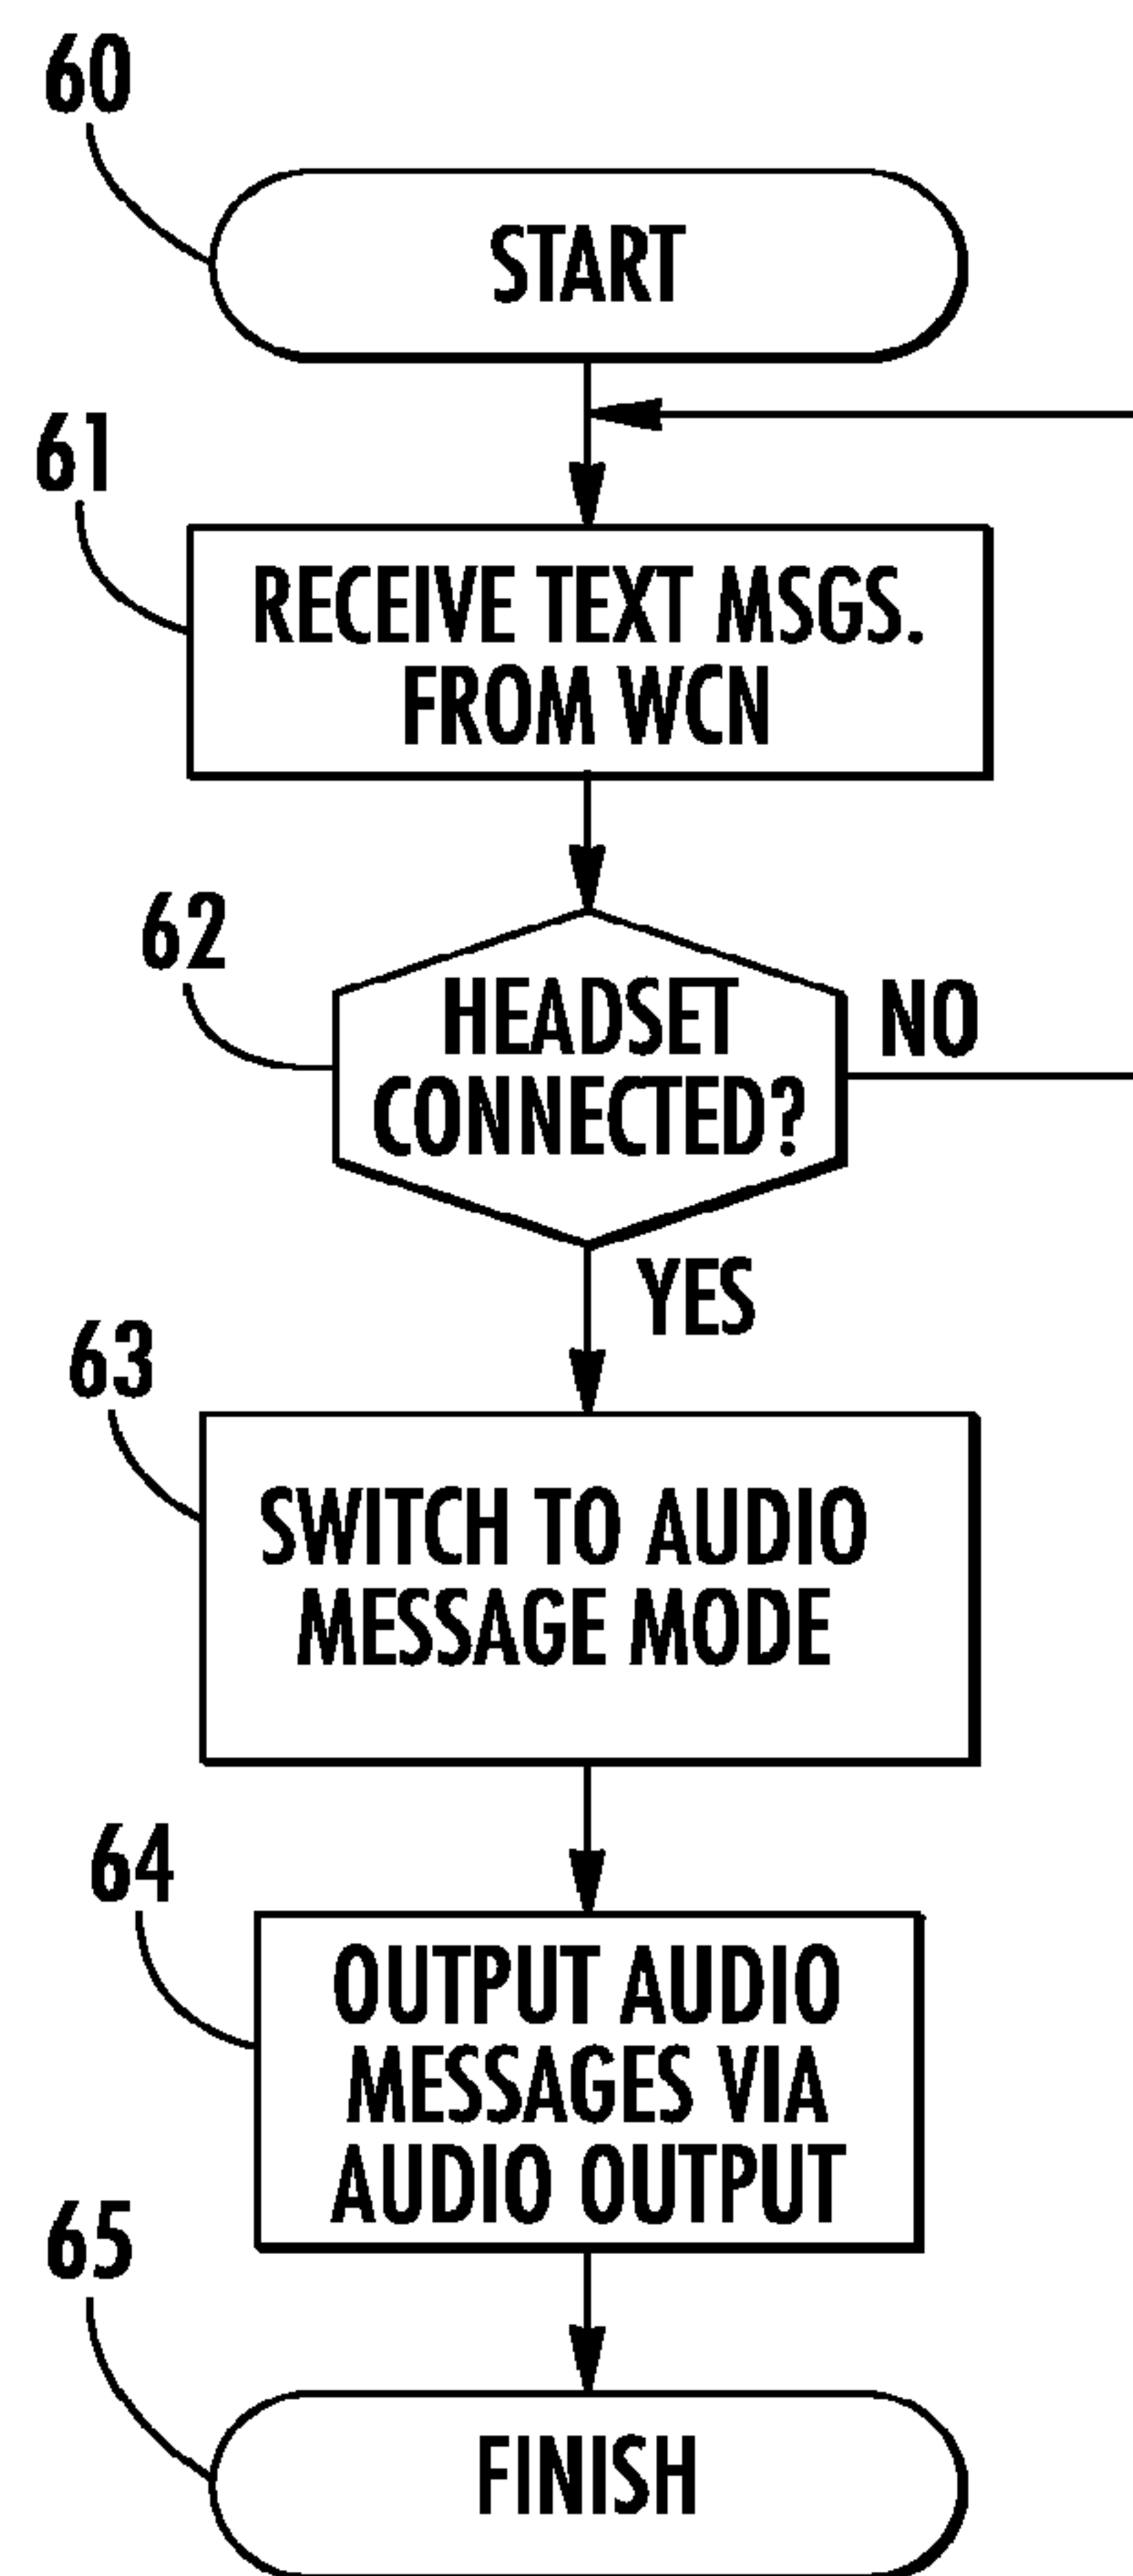 60
START
61
RECEIVE TEXT MSGS.
FROM WCN
62
HEADSET
CONNECTED?
NO
YES
63
SWITCH TO AUDIO
MESSAGE MODE
64
OUTPUT AUDIO
MESSAGES VIA
AUDIO OUTPUT
65
FINISH